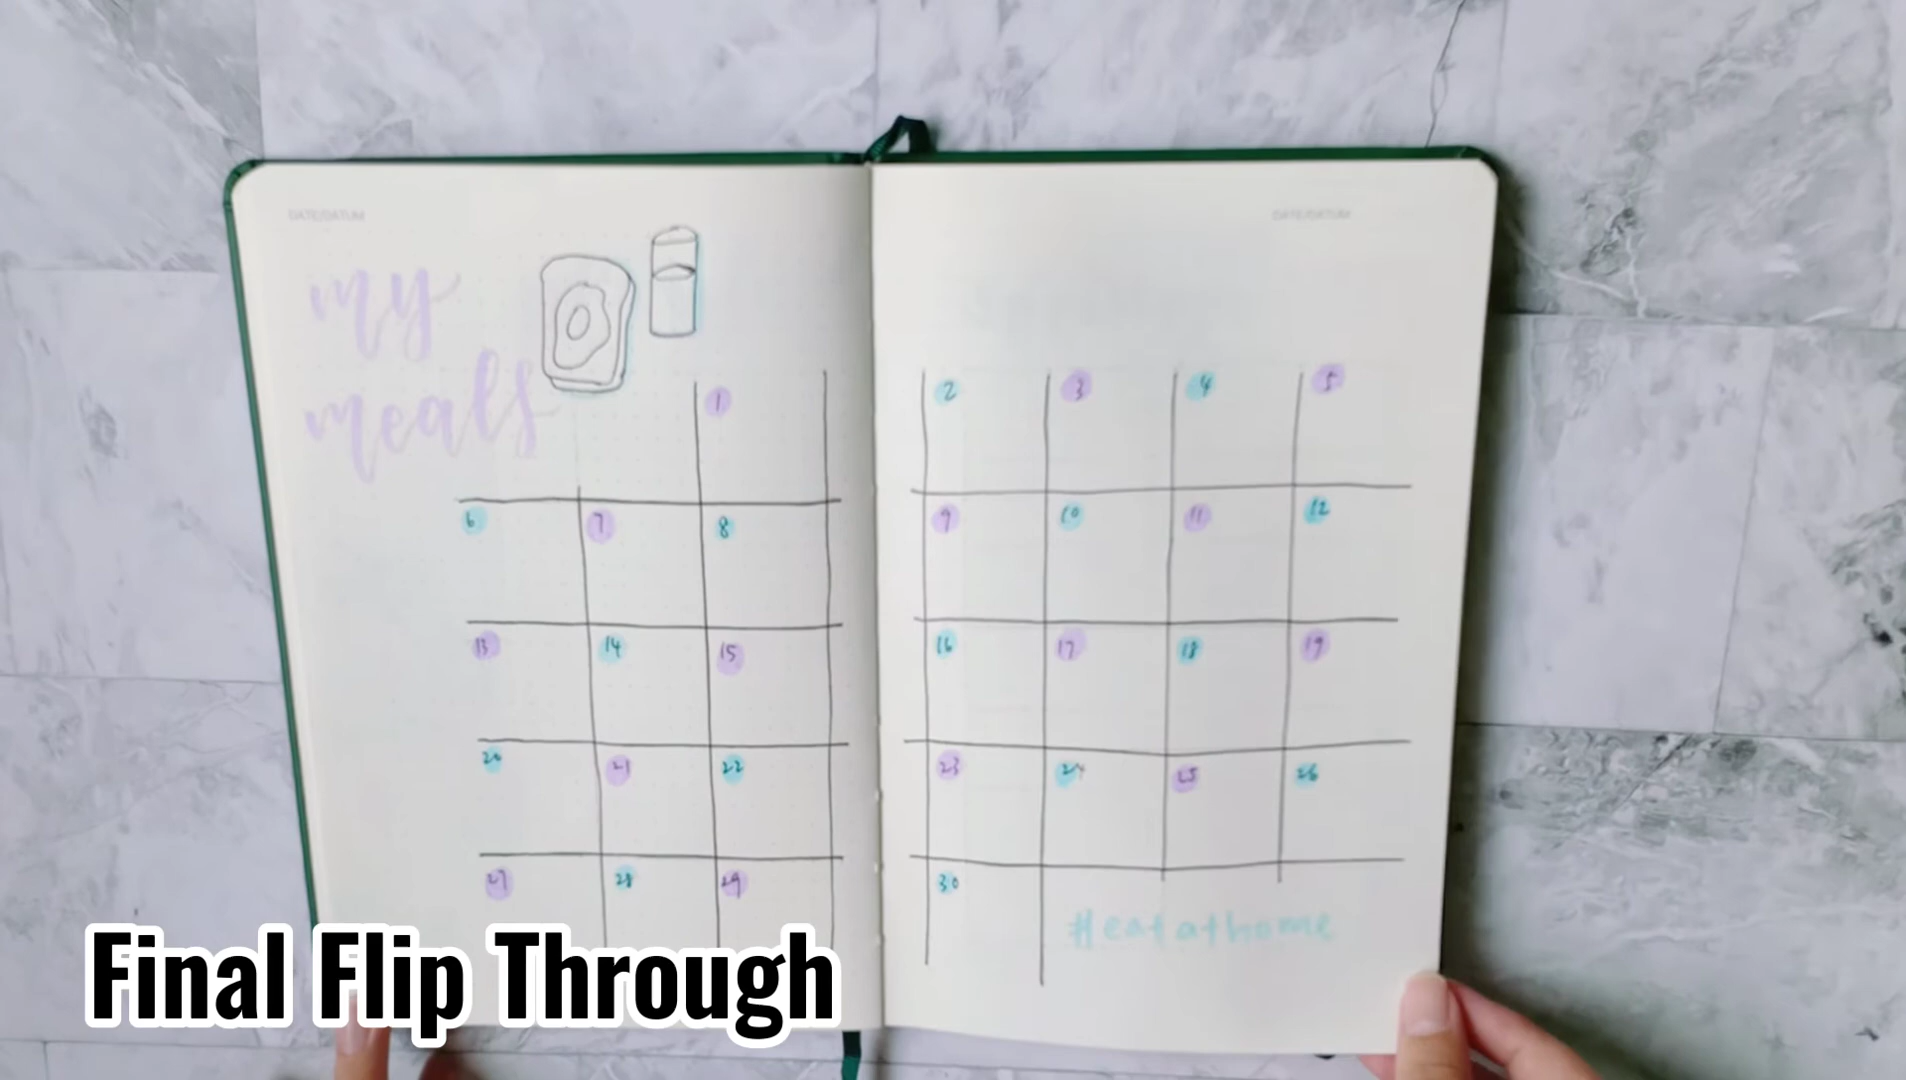 DATE/DATUM
DATE/DATUM
my
meals
1
2 3 4 5
6 7 8
9 10 11 12
13 14 15
16 17 18 19
20 21 22
23 24 25 26
27 28 29
30
#eatathome
Final Flip Through